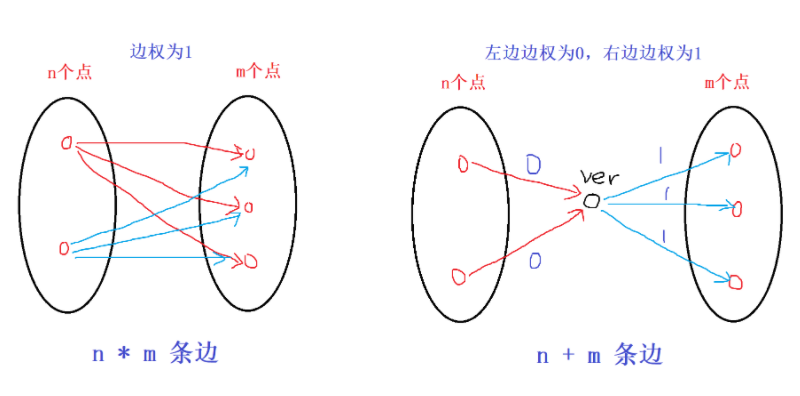 边权为1
n个点
m个点
n * m 条边
左边边权为0，右边边权为1
n个点
m个点
0
ver
0
1
1
1
n + m 条边